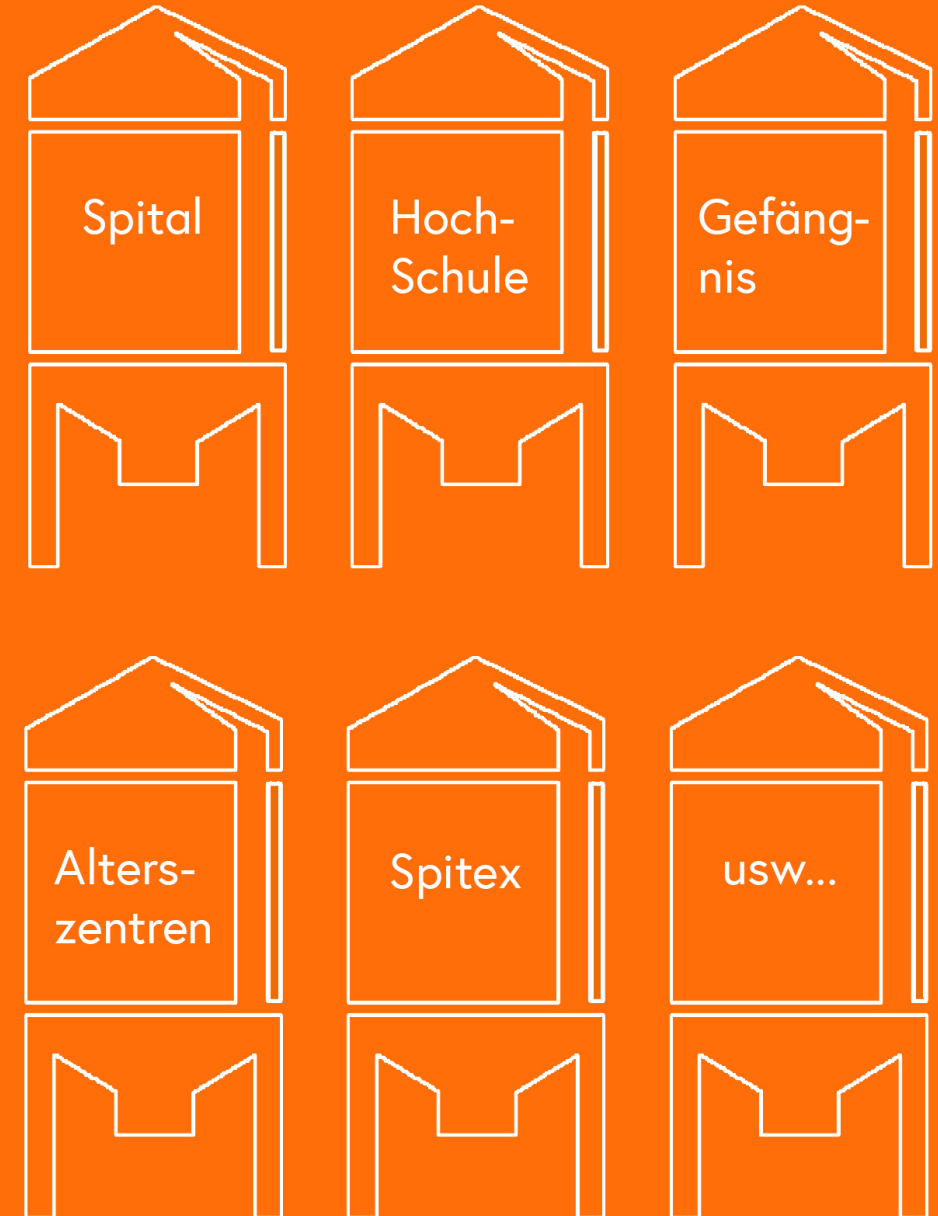 Spital
Hoch-
Schule
Gefäng-
nis
Alters-
zentren
Spitex
usw...